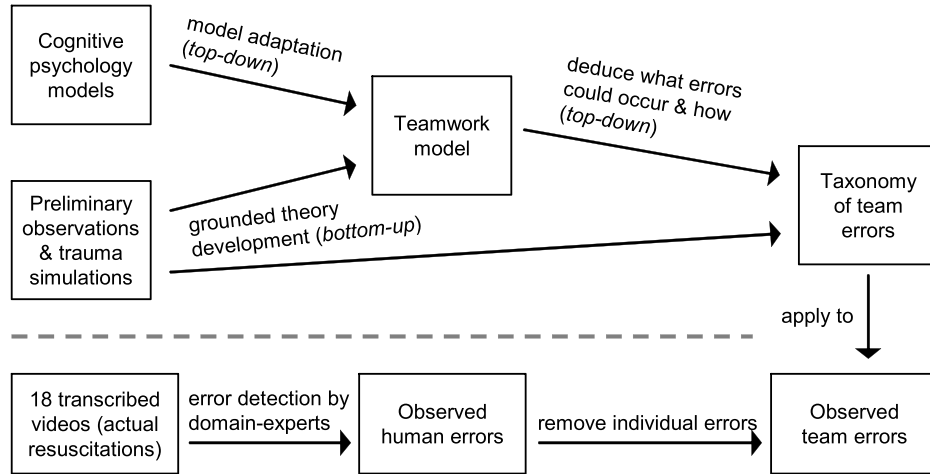 Cognitive
psychology
models
model adaptation
(top-down)
deduce what errors
could occur & how
(top-down)
Teamwork
model
Preliminary
observations
& trauma
simulations
grounded theory
development (bottom-up)
Taxonomy
of team
errors
apply to
18 transcribed
videos (actual
resuscitations)
error detection by
domain-experts
Observed
human errors
remove individual errors
Observed
team errors